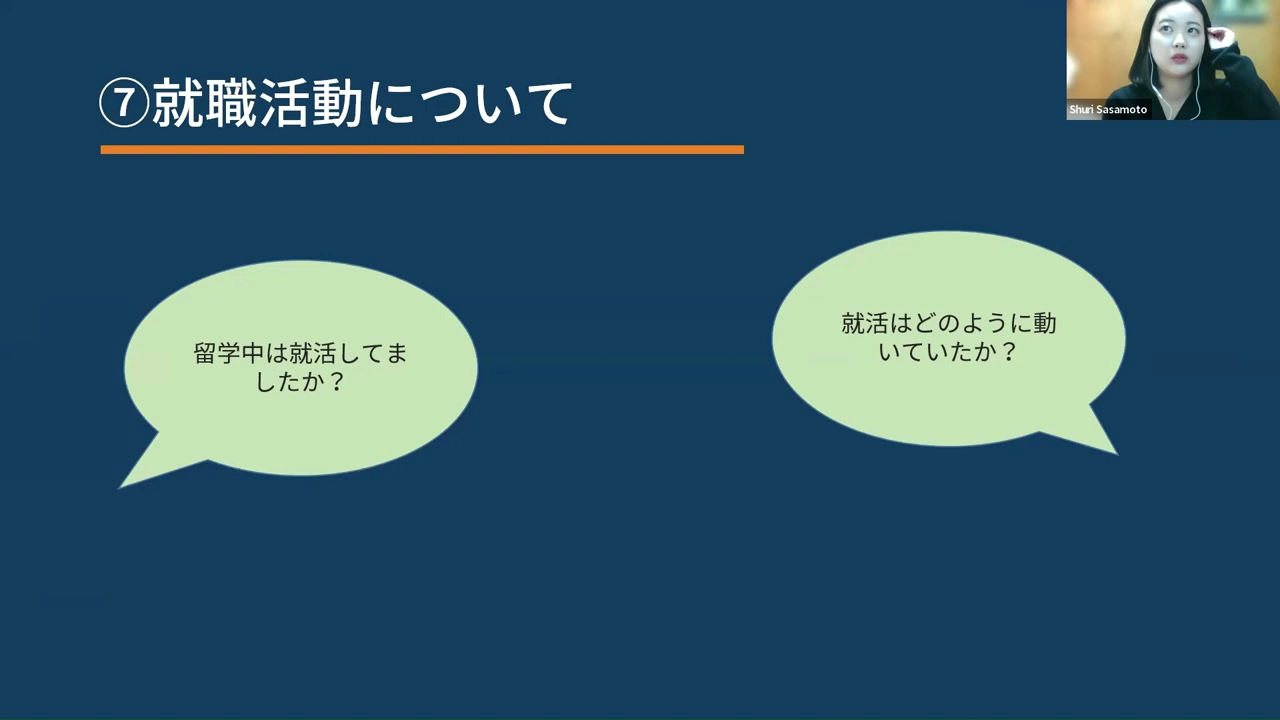 ⑦就職活動について
Shuri Sasamoto
留学中は就活してま
したか？
就活はどのように動
いていたか？